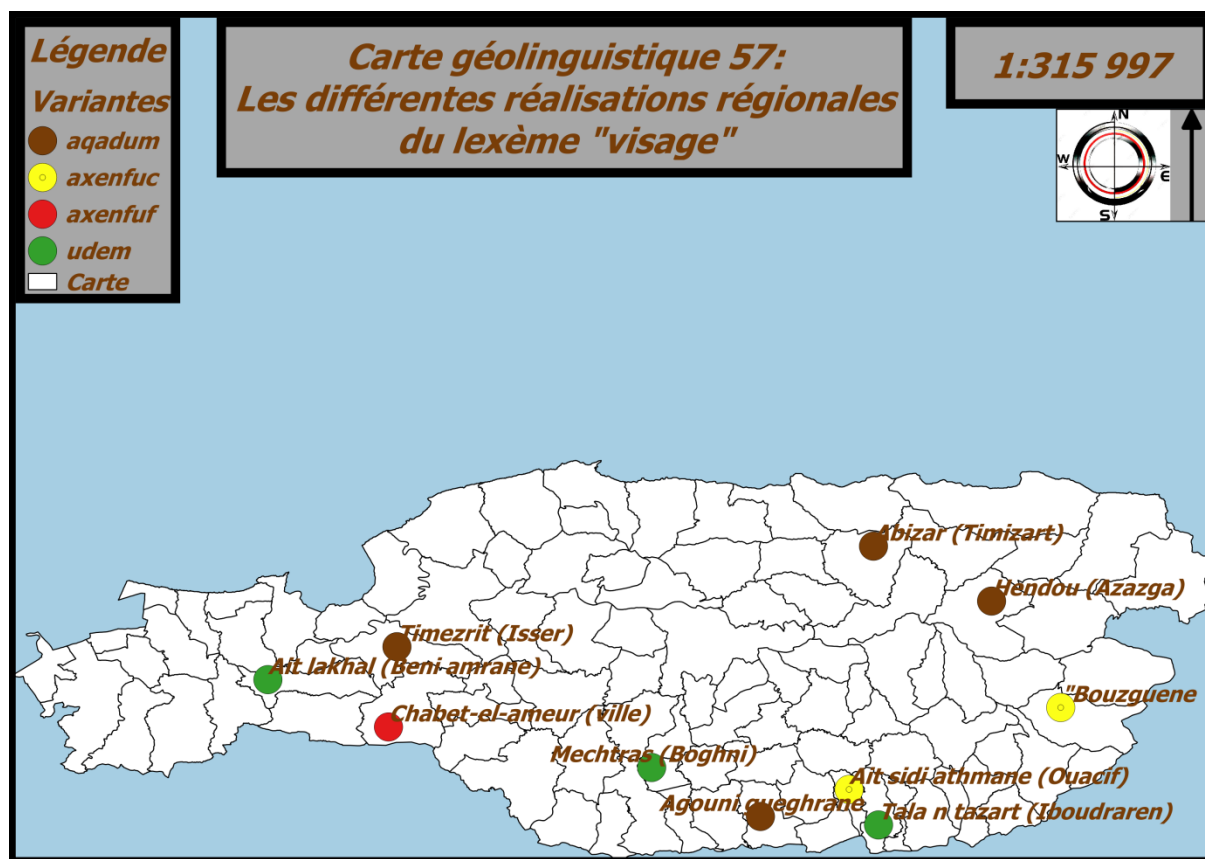 Légende
Variantes
aqadum
axenfuc
axenfuf
udem
Carte
Carte géolinguistique 57:
Les différentes réalisations régionales
du lexème "visage"
1:315 997
N
W
E
S
Abizar (Timizart)
Hendou (Azazga)
Timezrit (Isser)
Ait lakhal (Beni amrane)
"Bouzguene
Chabet-el-ameur (ville)
Mechtras (Boghni)
Ait sidi athmane (Ouacif)
Agouni gueghrane
Tala n tazart (Iboudraren)